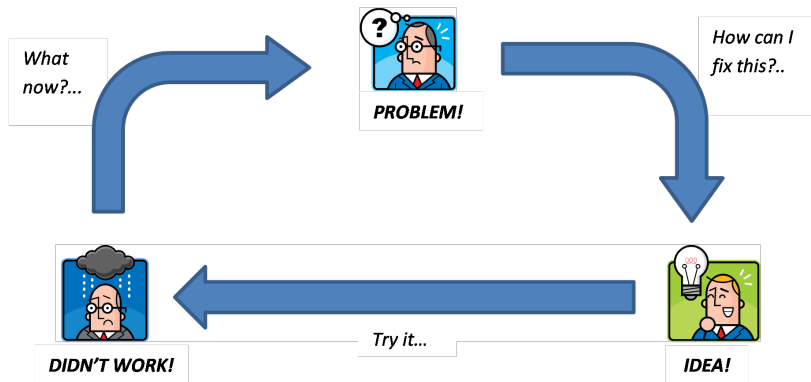 What
now?...
?
PROBLEM!
How can I
fix this?..
IDEA!
Try it...
DIDN'T WORK!